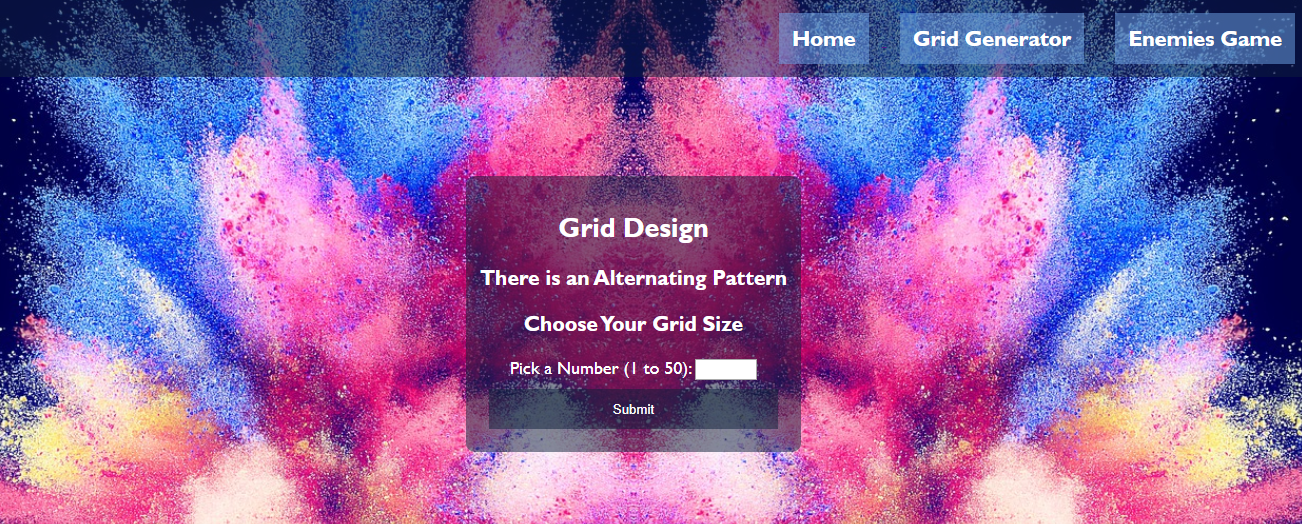 Home Grid Generator Enemies Game
Grid Design
There is an Alternating Pattern
Choose Your Grid Size
Pick a Number (1 to 50):
Submit